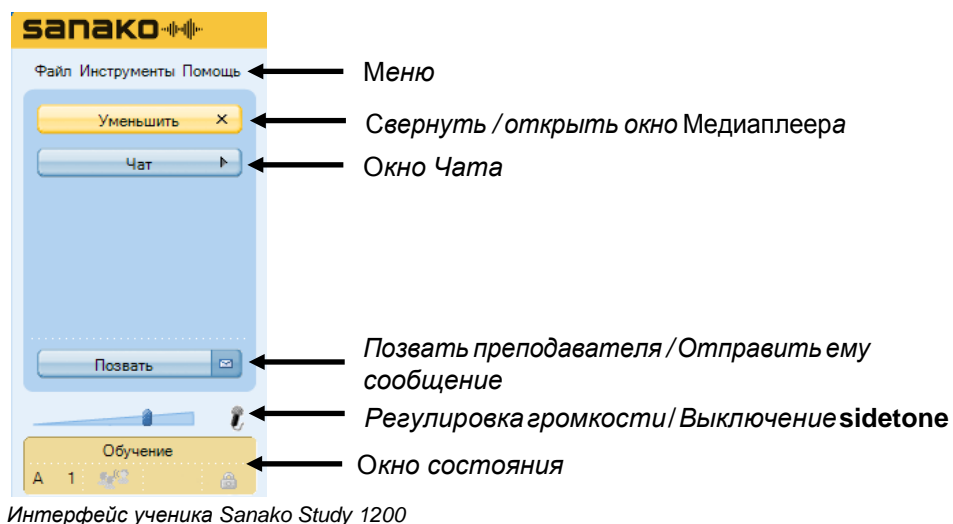 sanako
Файл Инструменты Помощь
Меню
Уменьшить X
Свернуть / открыть окно Медиаплеера
Чат
Окно Чата
Позвать
Позвать преподавателя / Отправить ему
сообщение
Регулировка громкости / Выключение sidetone
Обучение
A 1
Окно состояния
Интерфейс ученика Sanako Study 1200